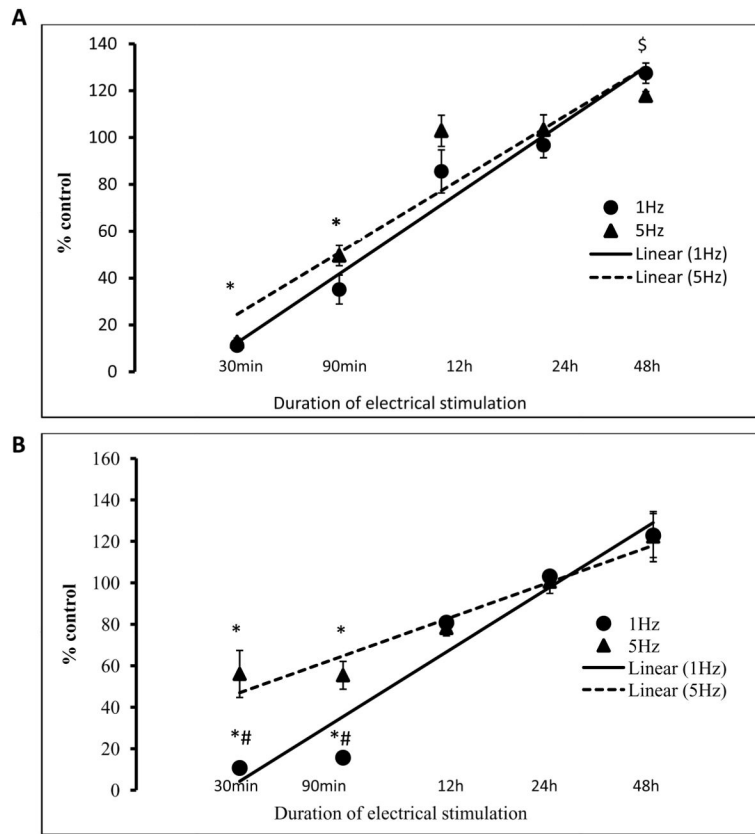 A
140
120
100
80
60
40
20
0
% control
*
*
$
1Hz
5Hz
Linear (1Hz)
Linear (5Hz)
30min 90min 12h 24h 48h
Duration of electrical stimulation
B
160
140
120
100
80
60
40
20
0
% control
* *
*# *#
1Hz
5Hz
Linear (1Hz)
Linear (5Hz)
30min 90min 12h 24h 48h
Duration of electrical stimulation